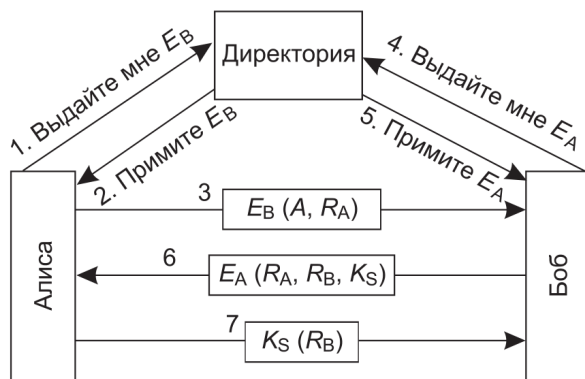 Директория
1. Выдайте мне E_B
2. Примите E_B
4. Выдайте мне E_A
5. Примите E_A
Алиса
3
E_B (A, R_A)
6
E_A (R_A, R_B, K_S)
7
K_S (R_B)
Боб